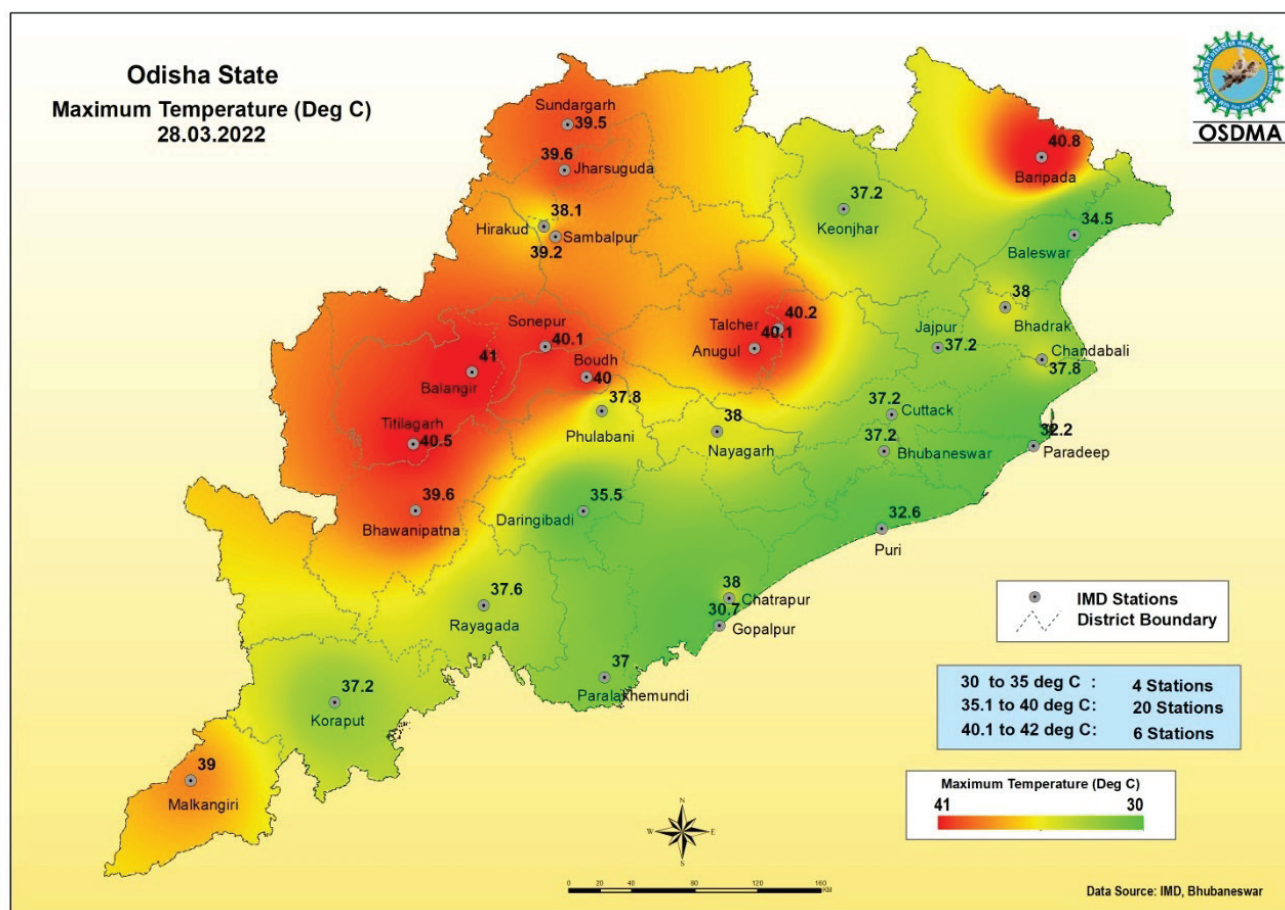 Odisha State
Maximum Temperature (Deg C)
28.03.2022
OSDMA
Sundargarh
39.5
39.6
Jharsuguda
38.1
Hirakud
Sambalpur
39.2
40.8
Baripada
37.2
Keonjhar
34.5
Baleswar
38
Bhadrak
Chandabali
37.8
Jajpur
37.2
Talcher
40.2
40.1
Anugul
Sonepur
40.1
Boudh
40
41
Balangir
Titilagarh
40.5
37.8
Phulabani
38
Nayagarh
37.2
Cuttack
37.2
Bhubaneswar
32.2
Paradeep
39.6
Bhawanipatna
35.5
Daringibadi
32.6
Puri
37.6
Rayagada
38
Chatrapur
30.7
Gopalpur
37
Paralakhemundi
37.2
Koraput
39
Malkangiri
IMD Stations
District Boundary
30 to 35 deg C : 4 Stations
35.1 to 40 deg C: 20 Stations
40.1 to 42 deg C: 6 Stations
Maximum Temperature (Deg C)
41 30
N
W E
S
0 20 40 80 120 160
Data Source: IMD, Bhubaneswar